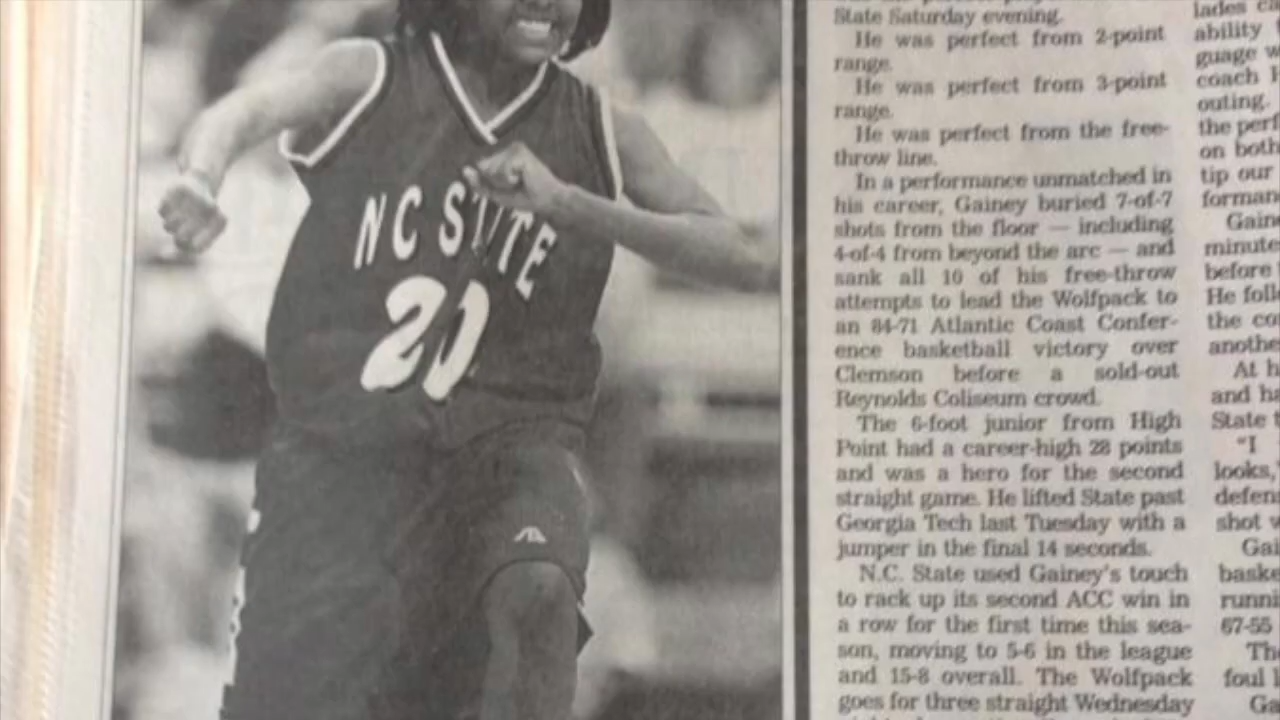 NC STATE
20
State Saturday evening.
He was perfect from 2-point
range.
He was perfect from 3-point
range.
He was perfect from the free-
throw line.
In a performance unmatched in
his career, Gainey buried 7-of-7
shots from the floor — including
4-of-4 from beyond the arc — and
sank all 10 of his free-throw
attempts to lead the Wolfpack to
an 84-71 Atlantic Coast Confer-
ence basketball victory over
Clemson before a sold-out
Reynolds Coliseum crowd.
The 6-foot junior from High
Point had a career-high 28 points
and was a hero for the second
straight game. He lifted State past
Georgia Tech last Tuesday with a
jumper in the final 14 seconds.
N.C. State used Gainey's touch
to rack up its second ACC win in
a row for the first time this sea-
son, moving to 5-6 in the league
and 15-8 overall. The Wolfpack
goes for three straight Wednesday
lades
ability
guage
coach
outing.
the perf
on both
tip our
forman
Gain
minute
before
He foll
the co
anothe
At h
and ha
State
"I
looks,
defen
shot
Gai
baske
runni
67-55
The
foul
Ga